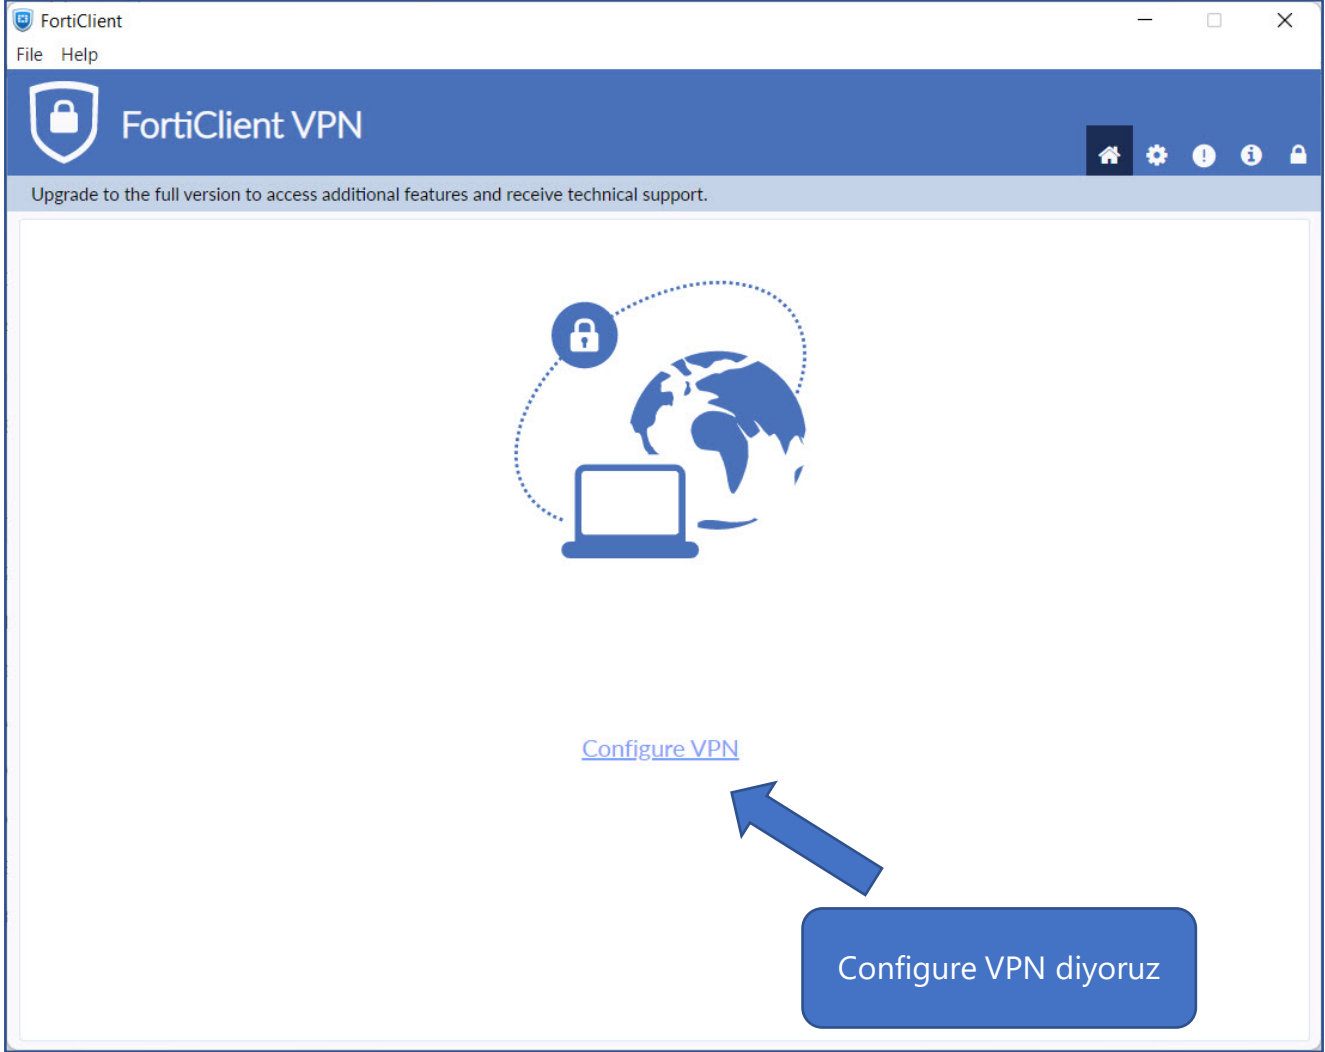 FortiClient
File Help
FortiClient VPN
Upgrade to the full version to access additional features and receive technical support.
Configure VPN
Configure VPN diyoruz